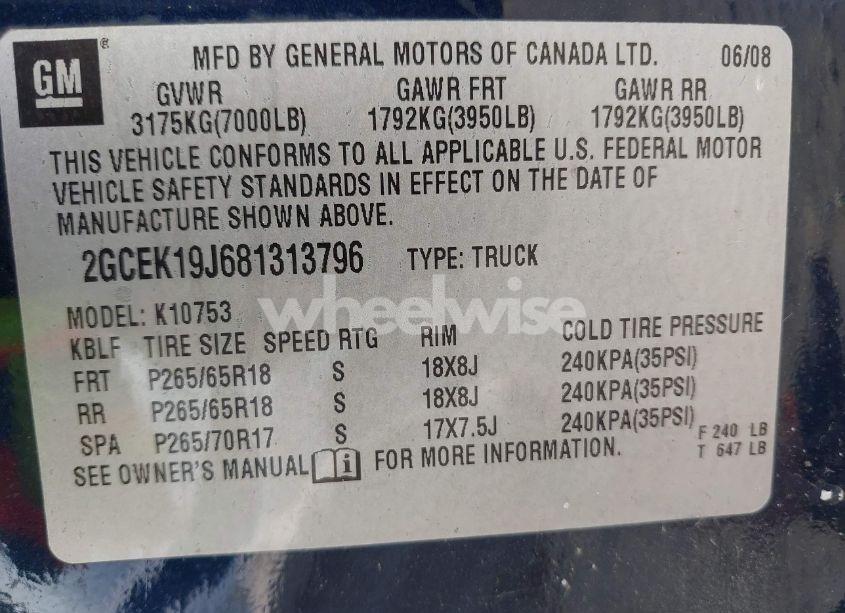 GM ® MFD BY GENERAL MOTORS OF CANADA LTD. 06/08
GVWR GAWR FRT GAWR RR
3175KG(7000LB) 1792KG(3950LB) 1792KG(3950LB)
THIS VEHICLE CONFORMS TO ALL APPLICABLE U.S. FEDERAL MOTOR
VEHICLE SAFETY STANDARDS IN EFFECT ON THE DATE OF
MANUFACTURE SHOWN ABOVE.
2GCEK19J681313796 TYPE: TRUCK
wheelwise
MODEL: K10753
KBLF TIRE SIZE SPEED RTG RIM COLD TIRE PRESSURE
FRT P265/65R18 S 18X8J 240KPA(35PSI)
RR P265/65R18 S 18X8J 240KPA(35PSI)
SPA P265/70R17 S 17X7.5J 240KPA(35PSI) F 240 LB
T 647 LB
SEE OWNER'S MANUAL i FOR MORE INFORMATION.